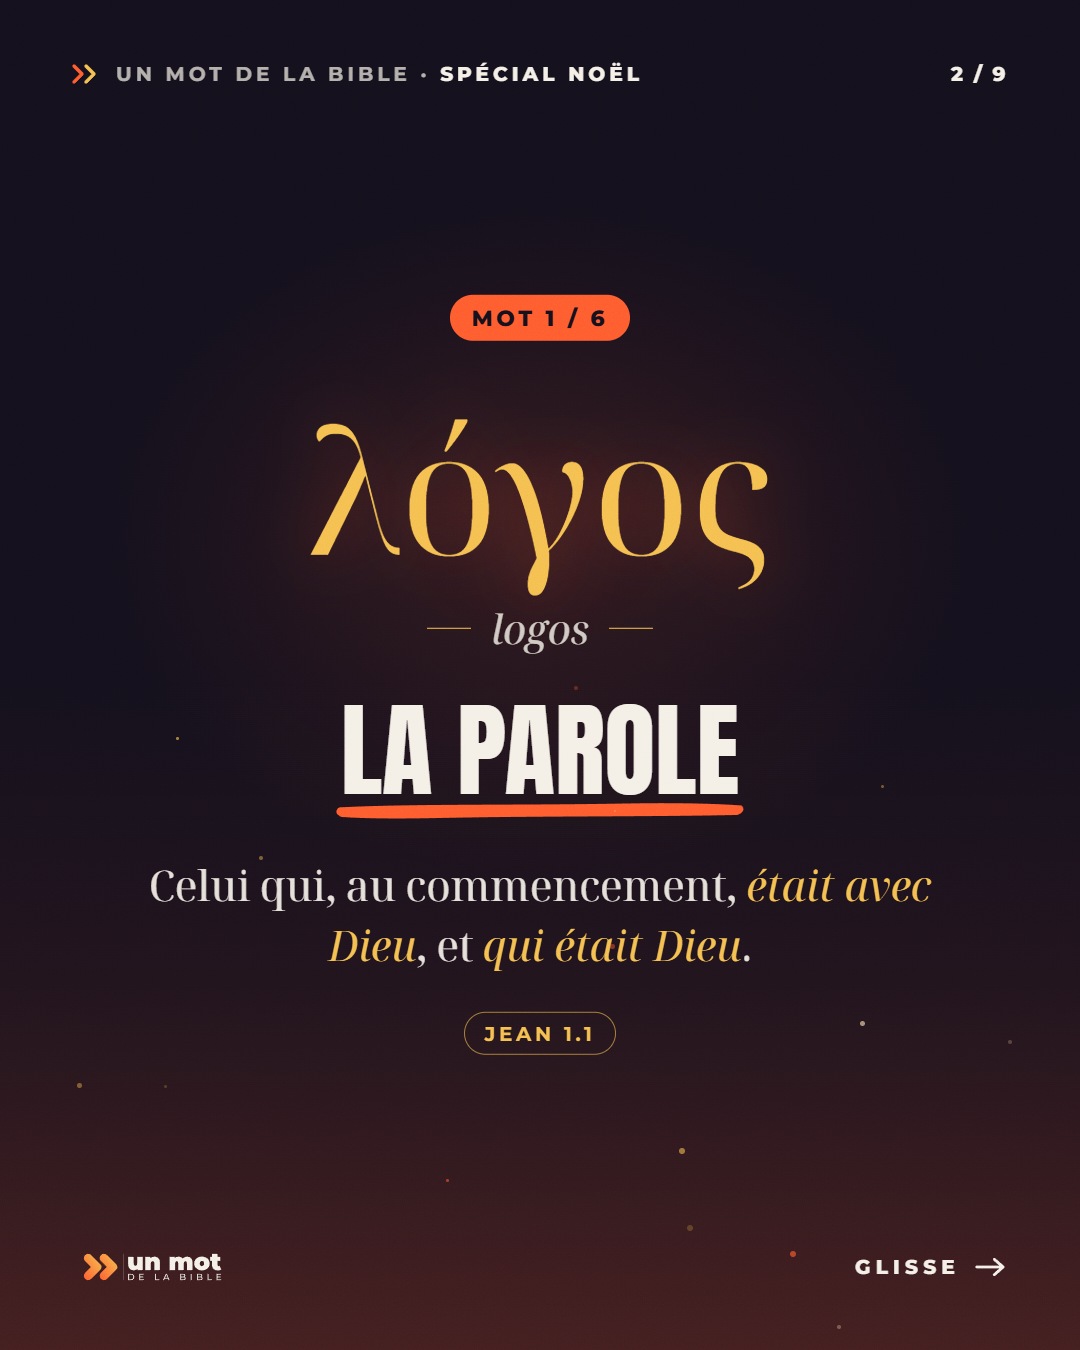 UN MOT DE LA BIBLE • SPÉCIAL NOËL
2 / 9
MOT 1 / 6
λόγος
logos
LA PAROLE
Celui qui, au commencement, était avec
Dieu, et qui était Dieu.
JEAN 1.1
un mot
DE LA BIBLE
GLISSE →